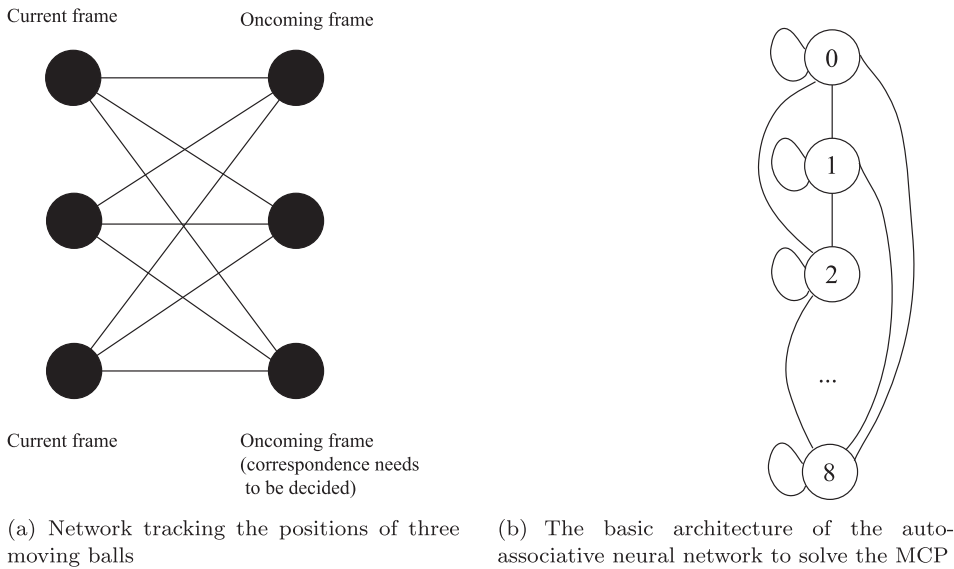 Current frame
Oncoming frame
Current frame
Oncoming frame
(correspondence needs
to be decided)
(a) Network tracking the positions of three
moving balls
0
1
2
...
8
(b) The basic architecture of the auto-
associative neural network to solve the MCP